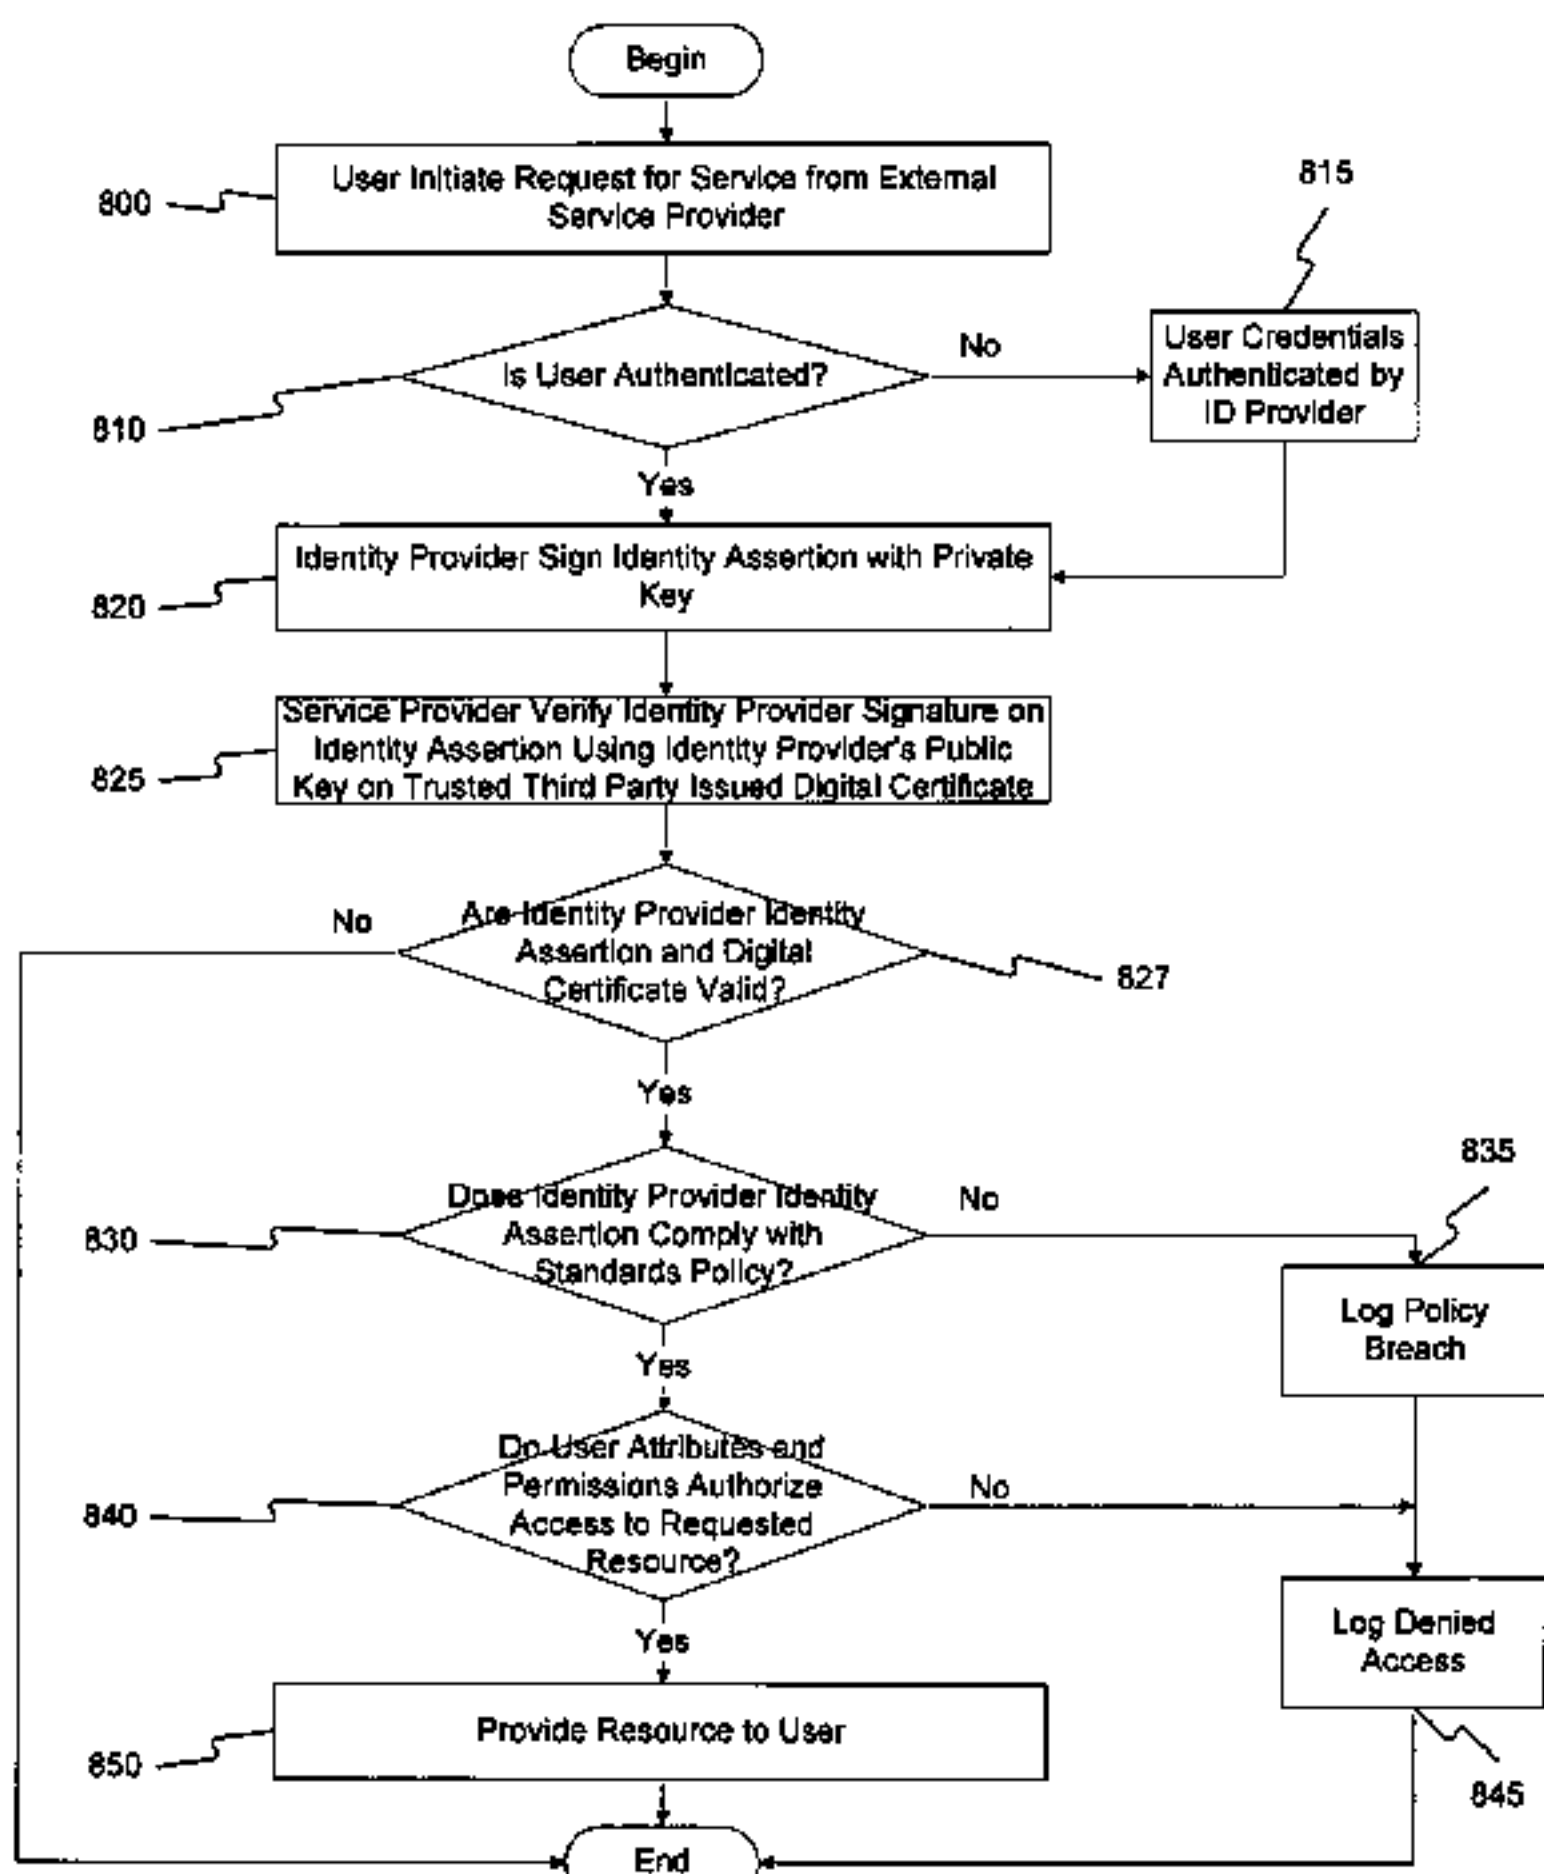 Begin
User Initiate Request for Service from External
Service Provider
800
815
Is User Authenticated?
No
User Credentials
Authenticated by
ID Provider
810
Yes
Identity Provider Sign Identity Assertion with Private
Key
820
Service Provider Verify Identity Provider Signature on
Identity Assertion Using Identity Provider's Public
Key on Trusted Third Party Issued Digital Certificate
825
No
Are Identity Provider Identity
Assertion and Digital
Certificate Valid?
827
Yes
835
Does Identity Provider Identity
Assertion Comply with
Standards Policy?
No
830
Log Policy
Breach
Yes
Do User Attributes and
Permissions Authorize
Access to Requested
Resource?
No
840
Log Denied
Access
Yes
Provide Resource to User
850
845
End